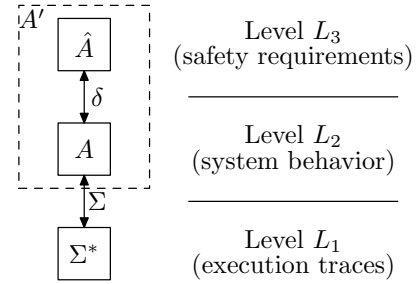 A′
Â
δ
A
Σ
Σ*
Level L₃
(safety requirements)
Level L₂
(system behavior)
Level L₁
(execution traces)